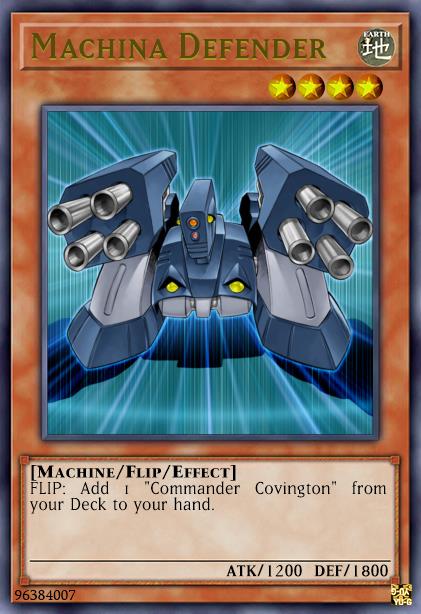 Machina Defender
EARTH
地
[Machine/Flip/Effect]
FLIP: Add 1 "Commander Covington" from
your Deck to your hand.
ATK/1200 DEF/1800
96384007